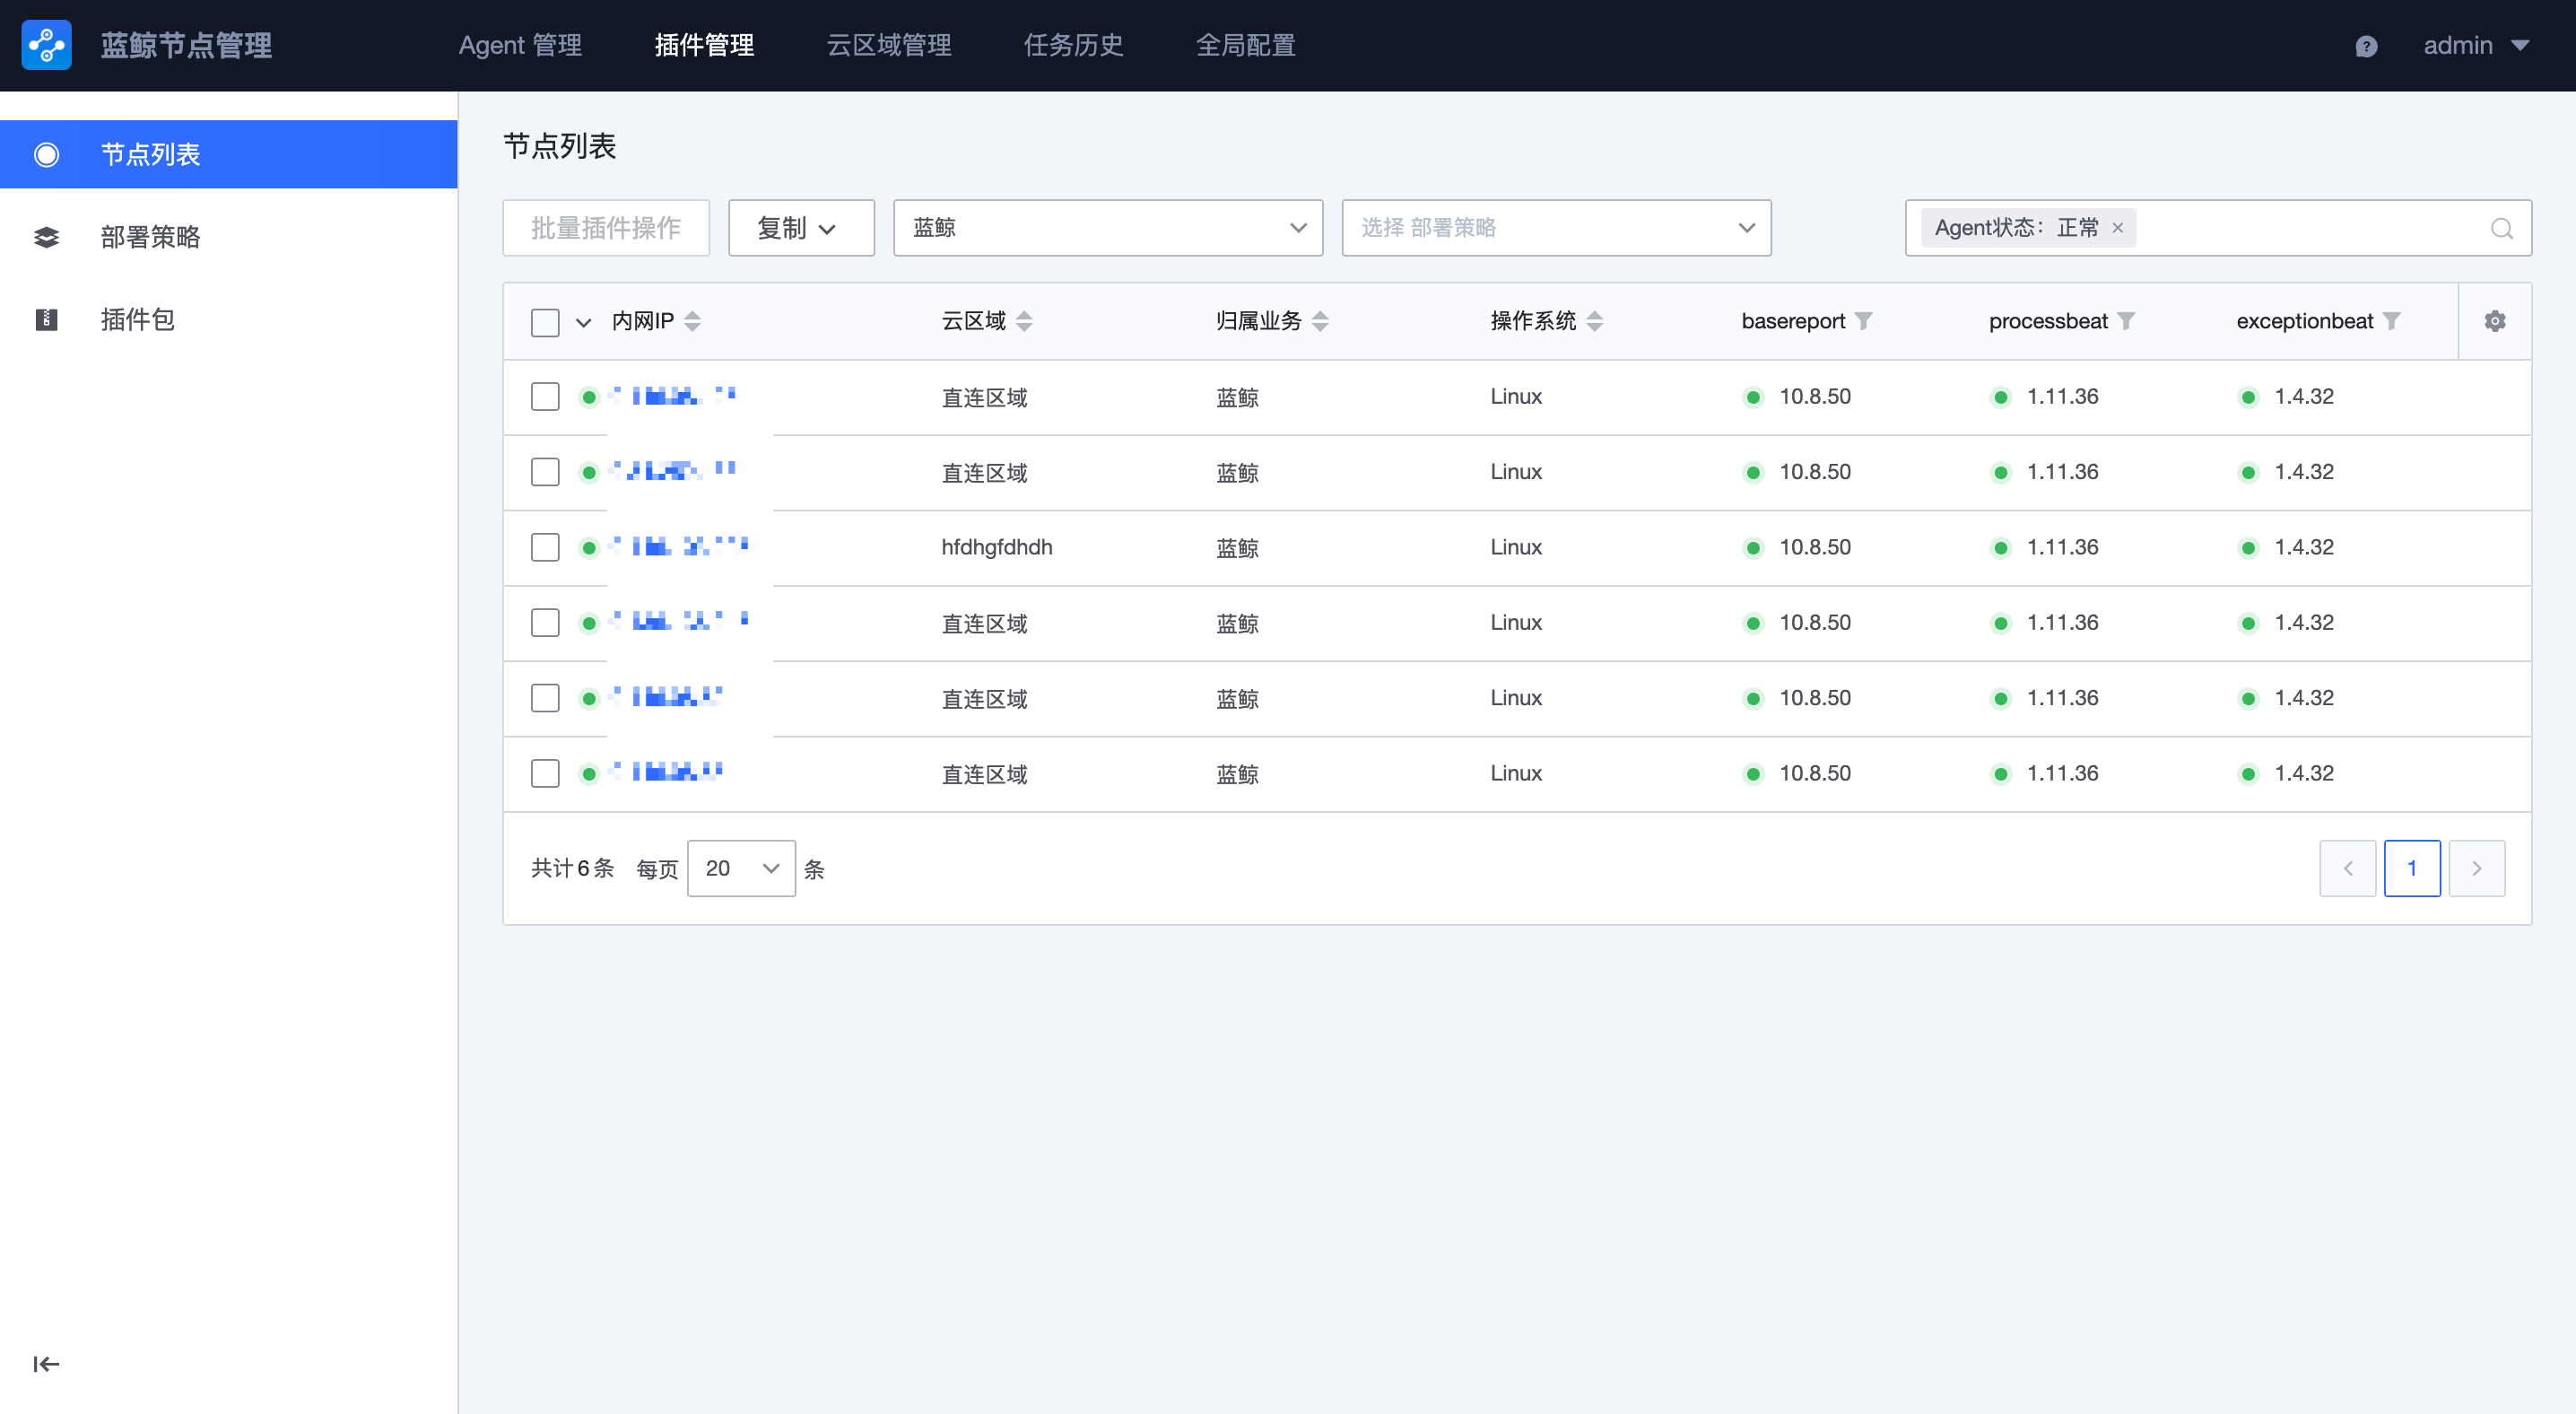 蓝鲸节点管理 Agent 管理 插件管理 云区域管理 任务历史 全局配置 admin
节点列表
部署策略
插件包
节点列表
批量插件操作 复制 蓝鲸 选择 部署策略 Agent状态：正常
内网IP 云区域 归属业务 操作系统 basereport processbeat exceptionbeat
直连区域 蓝鲸 Linux 10.8.50 1.11.36 1.4.32
直连区域 蓝鲸 Linux 10.8.50 1.11.36 1.4.32
hfdhgfdhdh 蓝鲸 Linux 10.8.50 1.11.36 1.4.32
直连区域 蓝鲸 Linux 10.8.50 1.11.36 1.4.32
直连区域 蓝鲸 Linux 10.8.50 1.11.36 1.4.32
直连区域 蓝鲸 Linux 10.8.50 1.11.36 1.4.32
共计6条 每页 20 条 1